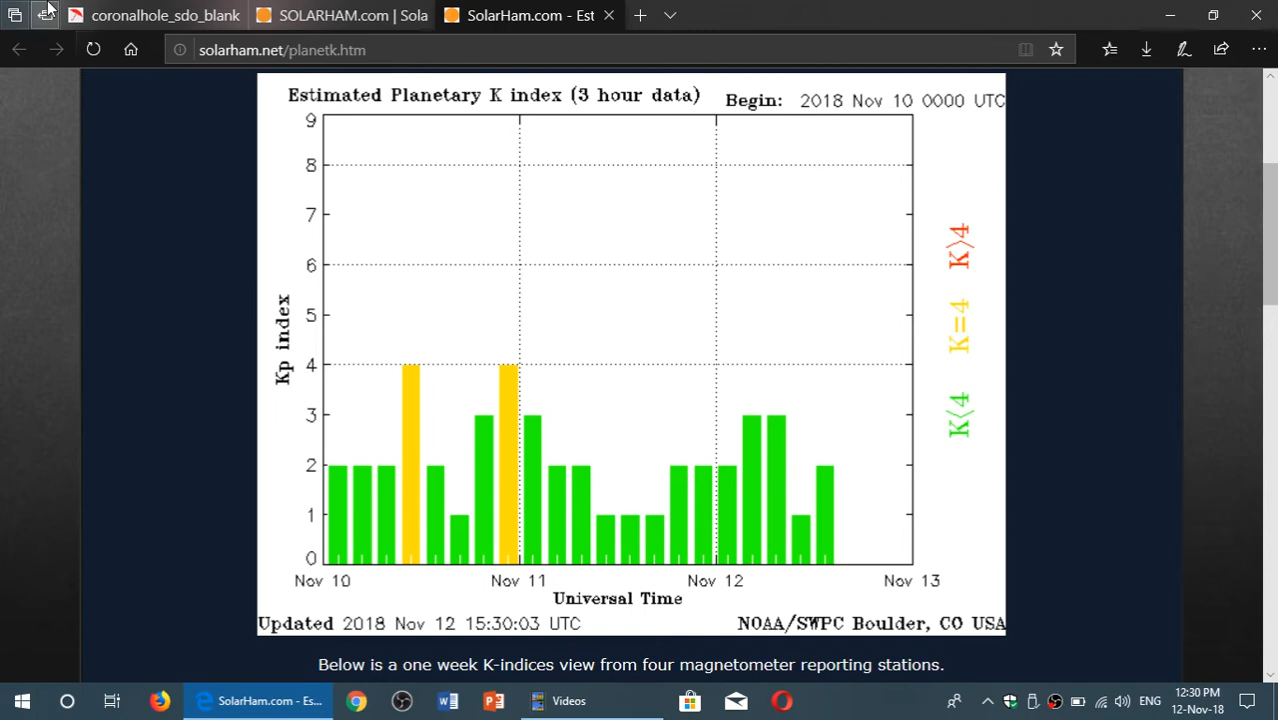 coronalhole_sdo_blank
SOLARHAM.com | Sola
SolarHam.com - Est
solarham.net/planetk.htm
Estimated Planetary K index (3 hour data)
Begin: 2018 Nov 10 0000 UTC
9
8
7
6
5
4
3
2
1
0
Kp index
K>4
K=4
K<4
Nov 10
Nov 11
Nov 12
Nov 13
Universal Time
Updated 2018 Nov 12 15:30:03 UTC
NOAA/SWPC Boulder, CO USA
Below is a one week K-indices view from four magnetometer reporting stations.
SolarHam.com - Es...
Videos
ENG
12:30 PM
12-Nov-18